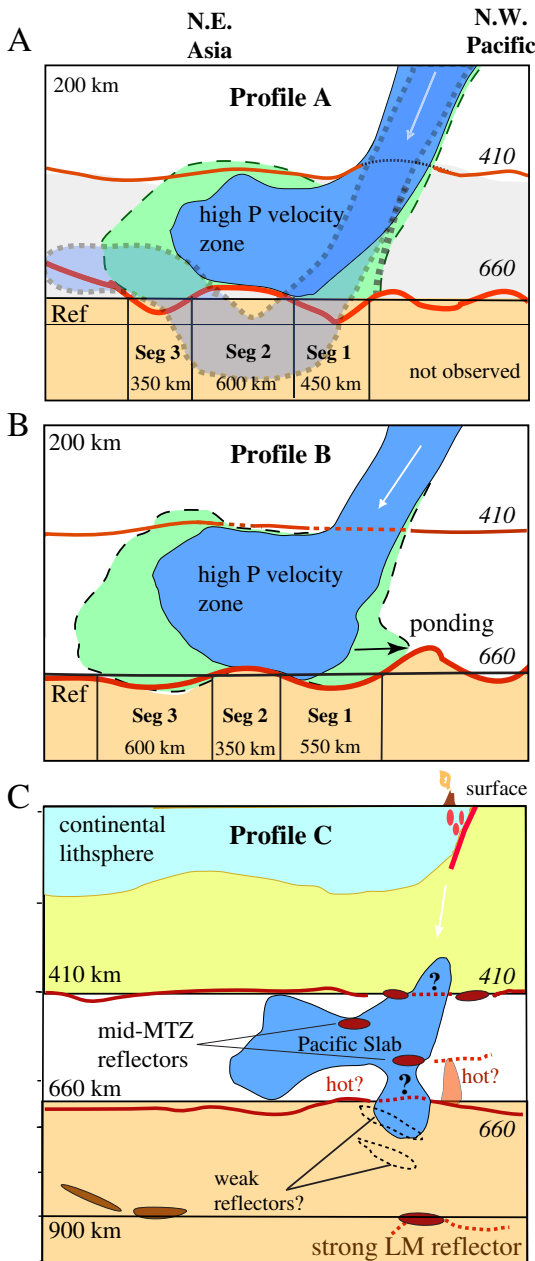 A
N.E.
Asia
N.W.
Pacific
200 km
Profile A
410
high P velocity
zone
660
Ref
Seg 3
350 km
Seg 2
600 km
Seg 1
450 km
not observed
B
200 km
Profile B
410
high P velocity
zone
ponding
660
Ref
Seg 3
600 km
Seg 2
350 km
Seg 1
550 km
C
surface
continental
lithsphere
Profile C
410 km
410
?
mid-MTZ
reflectors
Pacific Slab
hot?
?
hot?
660 km
660
weak
reflectors?
900 km
strong LM reflector